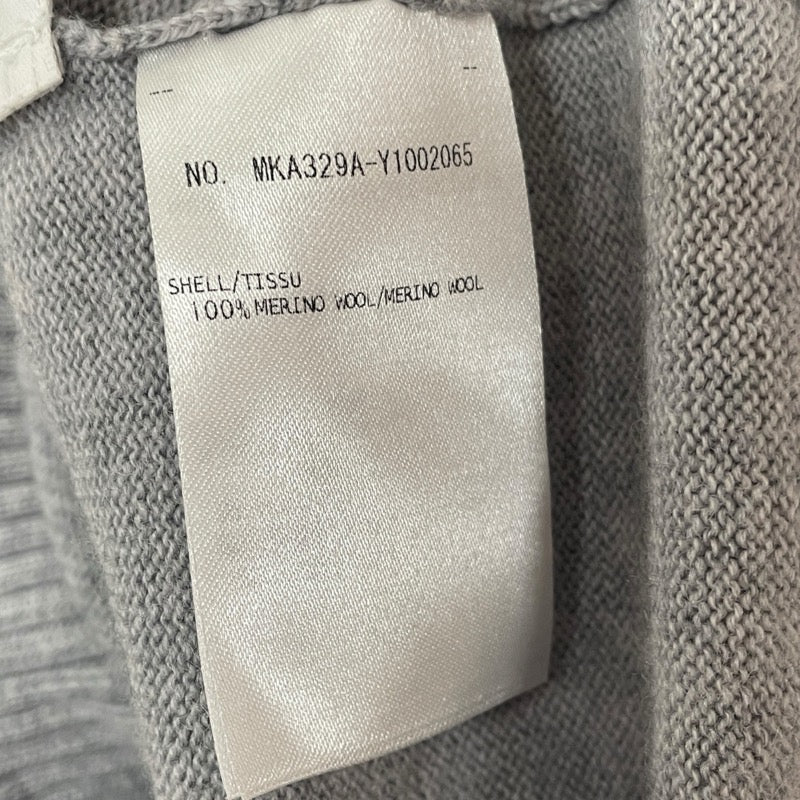 NO. MKA329A-Y1002065
SHELL/TISSU
100% MERINO WOOL/MERINO WOOL